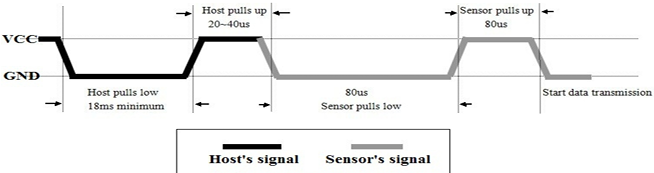 Host pulls up
20~40us
Sensor pulls up
80us
VCC
GND
Host pulls low
18ms minimum
80us
Sensor pulls low
Start data transmission
Host's signal
Sensor's signal